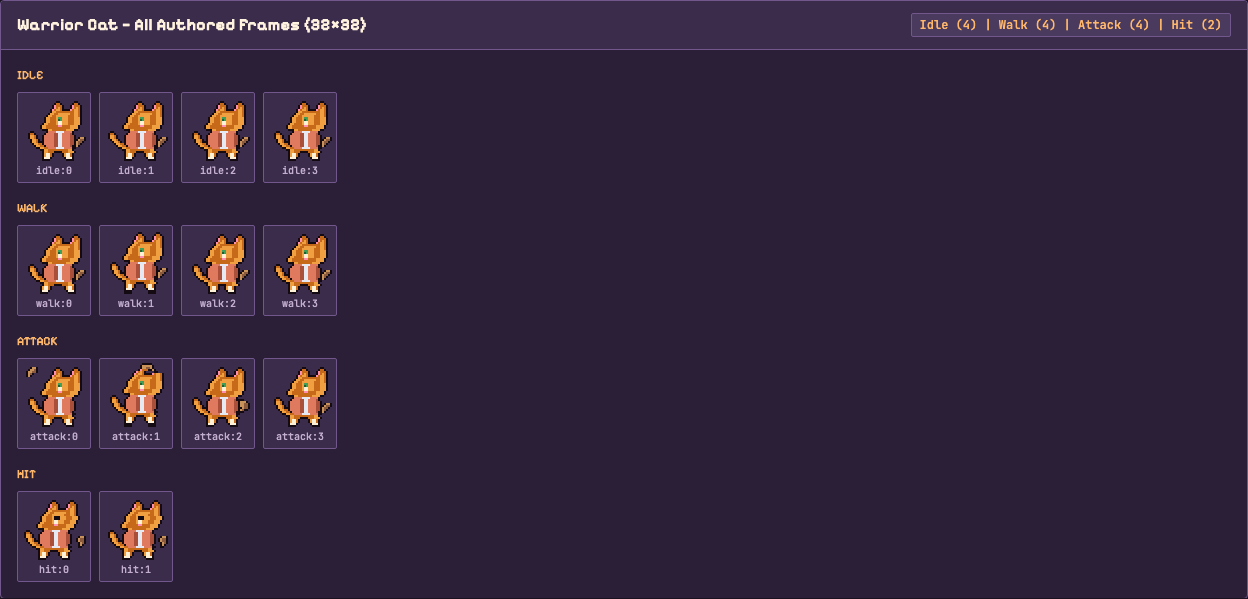 Warrior Cat - All Authored Frames (38×38)
Idle (4) | Walk (4) | Attack (4) | Hit (2)
IDLE
idle:0 idle:1 idle:2 idle:3
WALK
walk:0 walk:1 walk:2 walk:3
ATTACK
attack:0 attack:1 attack:2 attack:3
HIT
hit:0 hit:1